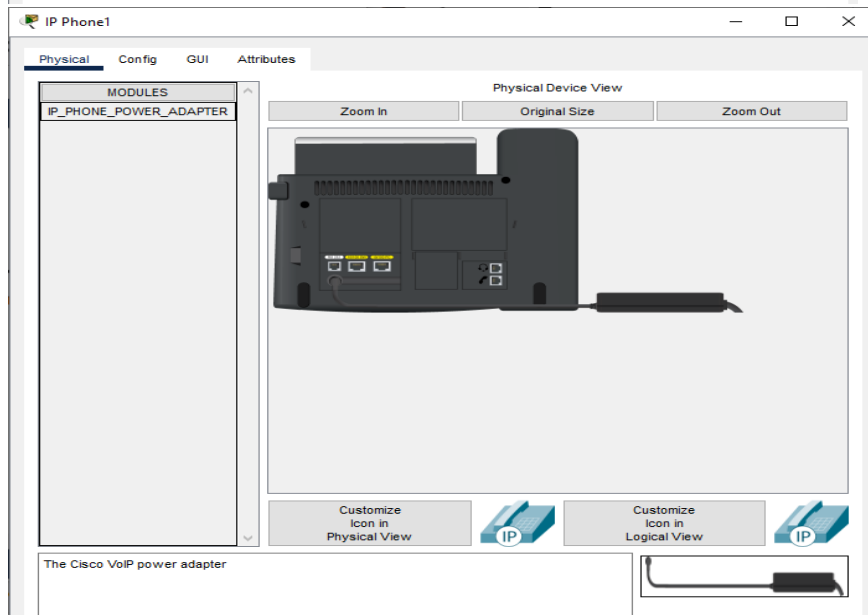 IP Phone1
Physical Config GUI Attributes
MODULES
IP_PHONE_POWER_ADAPTER
Physical Device View
Zoom In Original Size Zoom Out
Customize
Icon in
Physical View
IP
Customize
Icon in
Logical View
IP
The Cisco VoIP power adapter